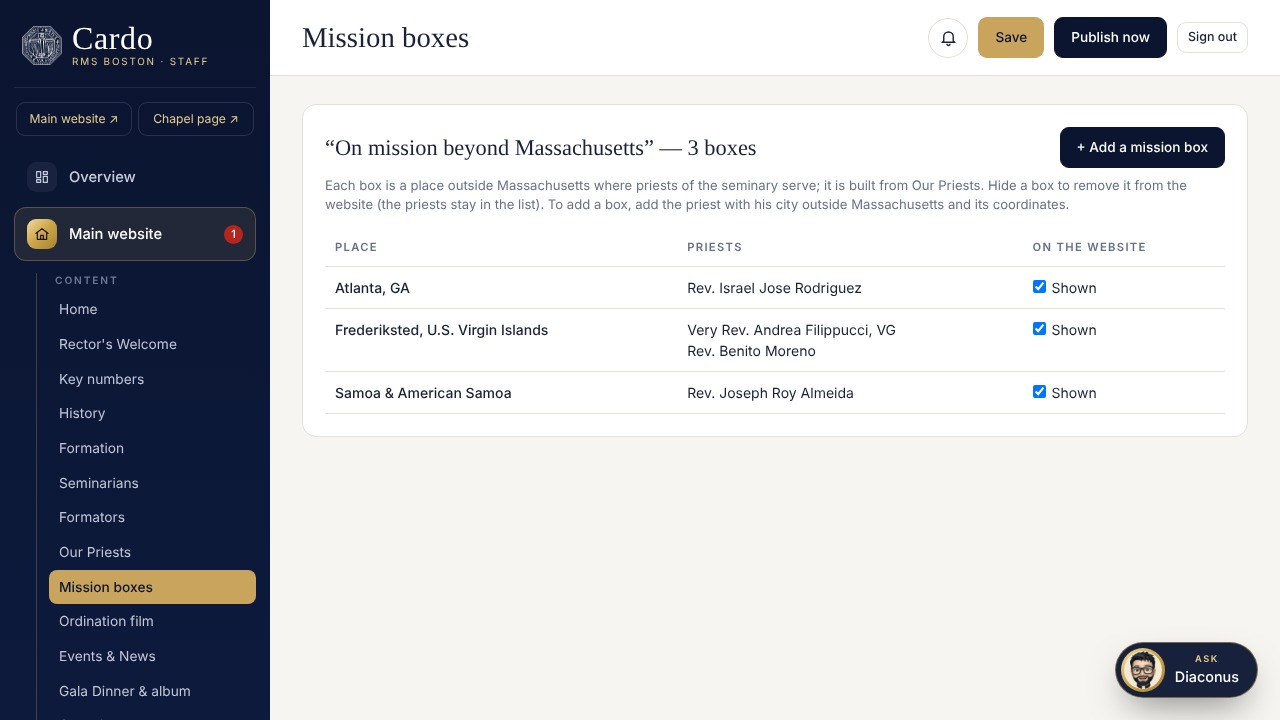 Cardo
RMS BOSTON · STAFF
Main website ↗
Chapel page ↗
Overview
Main website
1
CONTENT
Home
Rector's Welcome
Key numbers
History
Formation
Seminarians
Formators
Our Priests
Mission boxes
Ordination film
Events & News
Gala Dinner & album
Mission boxes
Save
Publish now
Sign out
“On mission beyond Massachusetts” — 3 boxes
+ Add a mission box
Each box is a place outside Massachusetts where priests of the seminary serve; it is built from Our Priests. Hide a box to remove it from the
website (the priests stay in the list). To add a box, add the priest with his city outside Massachusetts and its coordinates.
PLACE PRIESTS ON THE WEBSITE
Atlanta, GA Rev. Israel Jose Rodriguez Shown
Frederiksted, U.S. Virgin Islands Very Rev. Andrea Filippucci, VG Shown
Rev. Benito Moreno
Samoa & American Samoa Rev. Joseph Roy Almeida Shown
ASK
Diaconus